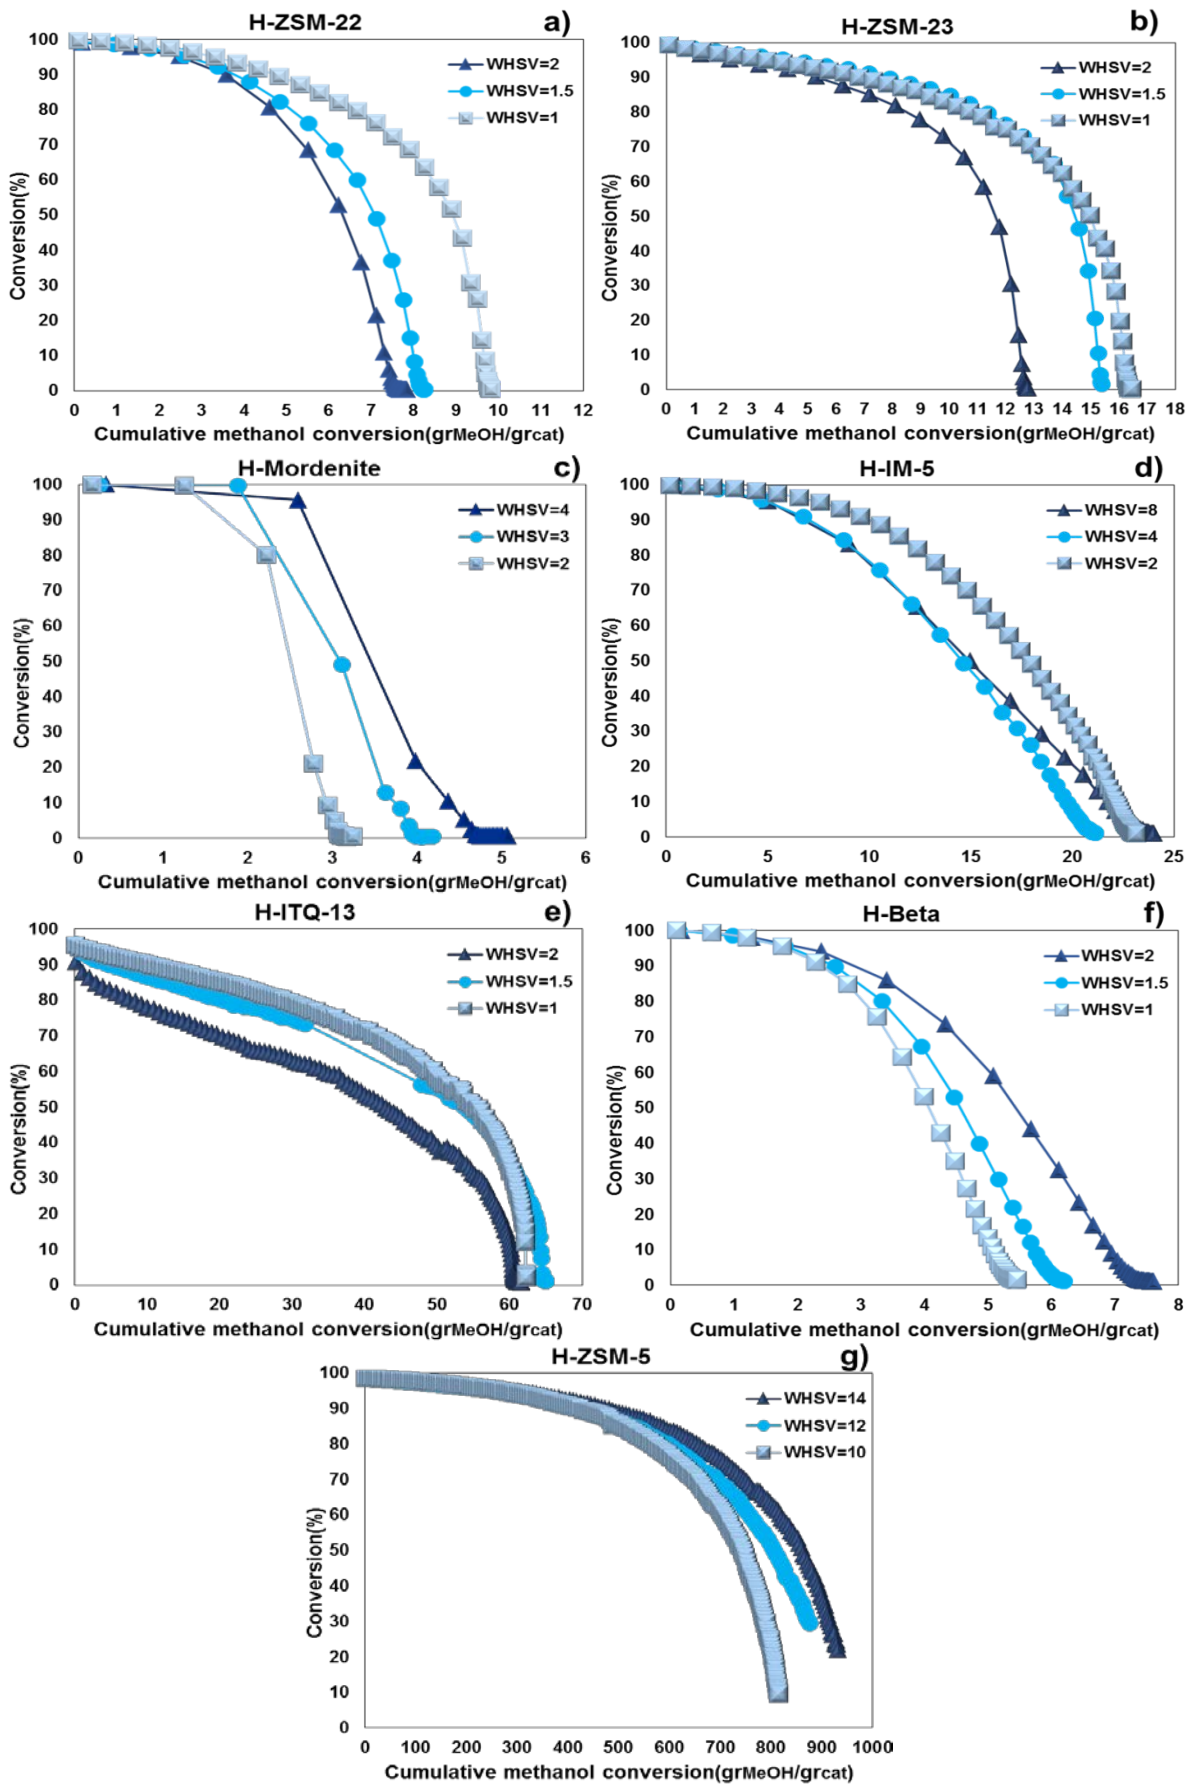 H-ZSM-22
a)
100
90
80
70
60
50
40
30
20
10
0
Conversion(%)
WHSV=2
WHSV=1.5
WHSV=1
0 1 2 3 4 5 6 7 8 9 10 11 12
Cumulative methanol conversion(grMeOH/grcat)
H-ZSM-23
b)
100
90
80
70
60
50
40
30
20
10
0
Conversion(%)
WHSV=2
WHSV=1.5
WHSV=1
0 1 2 3 4 5 6 7 8 9 10 11 12 13 14 15 16 17 18
Cumulative methanol conversion(grMeOH/grcat)
H-Mordenite
c)
100
90
80
70
60
50
40
30
20
10
0
Conversion(%)
WHSV=4
WHSV=3
WHSV=2
0 1 2 3 4 5 6
Cumulative methanol conversion(grMeOH/grcat)
H-IM-5
d)
100
90
80
70
60
50
40
30
20
10
0
Conversion(%)
WHSV=8
WHSV=4
WHSV=2
0 5 10 15 20 25
Cumulative methanol conversion(grMeOH/grcat)
H-ITQ-13
e)
100
90
80
70
60
50
40
30
20
10
0
Conversion(%)
WHSV=2
WHSV=1.5
WHSV=1
0 10 20 30 40 50 60 70
Cumulative methanol conversion(grMeOH/grcat)
H-Beta
f)
100
90
80
70
60
50
40
30
20
10
0
Conversion(%)
WHSV=2
WHSV=1.5
WHSV=1
0 1 2 3 4 5 6 7 8
Cumulative methanol conversion(grMeOH/grcat)
H-ZSM-5
g)
100
90
80
70
60
50
40
30
20
10
0
Conversion(%)
WHSV=14
WHSV=12
WHSV=10
0 100 200 300 400 500 600 700 800 900 1000
Cumulative methanol conversion(grMeOH/grcat)